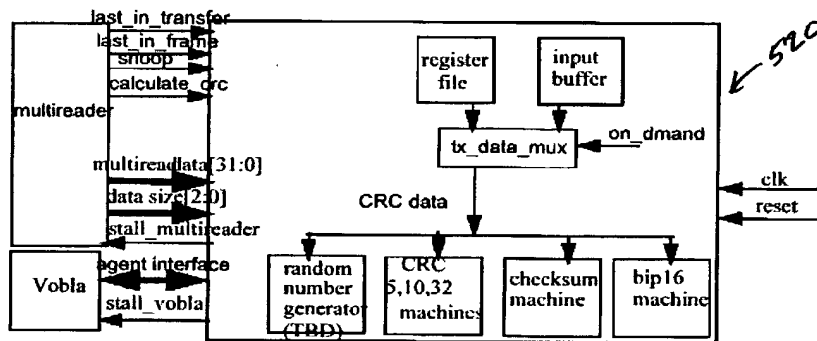 last_in_transfer
last_in_frame
snoop
calculate_crc
multireader
multireadata[31:0]
data size[2:0]
stall_multireader
agent interface
Vobla
stall_vobla
register file
input buffer
tx_data_mux
on_dmand
CRC data
random number generator (TBD)
CRC 5,10,32 machines
checksum machine
bip16 machine
520
clk
reset